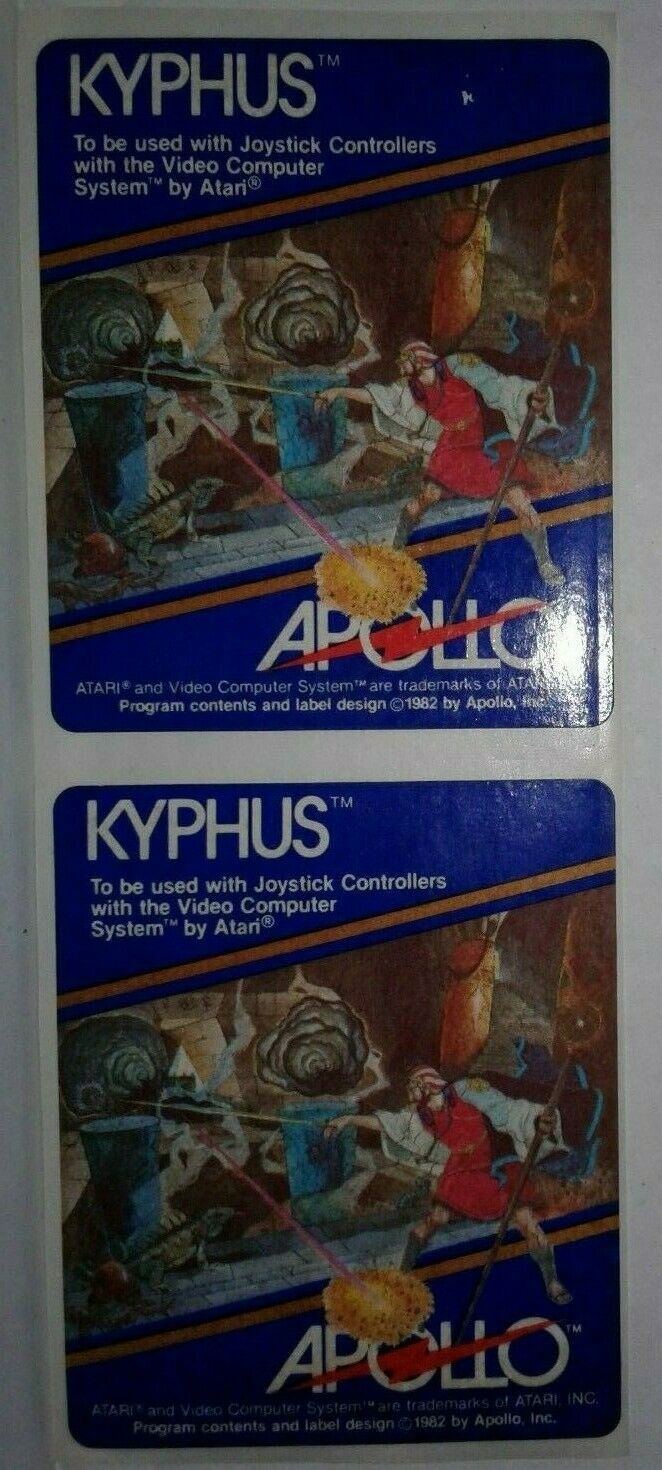 KYPHUS™
To be used with Joystick Controllers
with the Video Computer
System™ by Atari®
APOLLO
ATARI® and Video Computer System™ are trademarks of
Program contents and label design ©1982 by Apollo, Inc.
KYPHUS™
To be used with Joystick Controllers
with the Video Computer
System™ by Atari®
APOLLO™
ATARI® and Video Computer System™ are trademarks of ATARI, INC.
Program contents and label design ©1982 by Apollo, Inc.